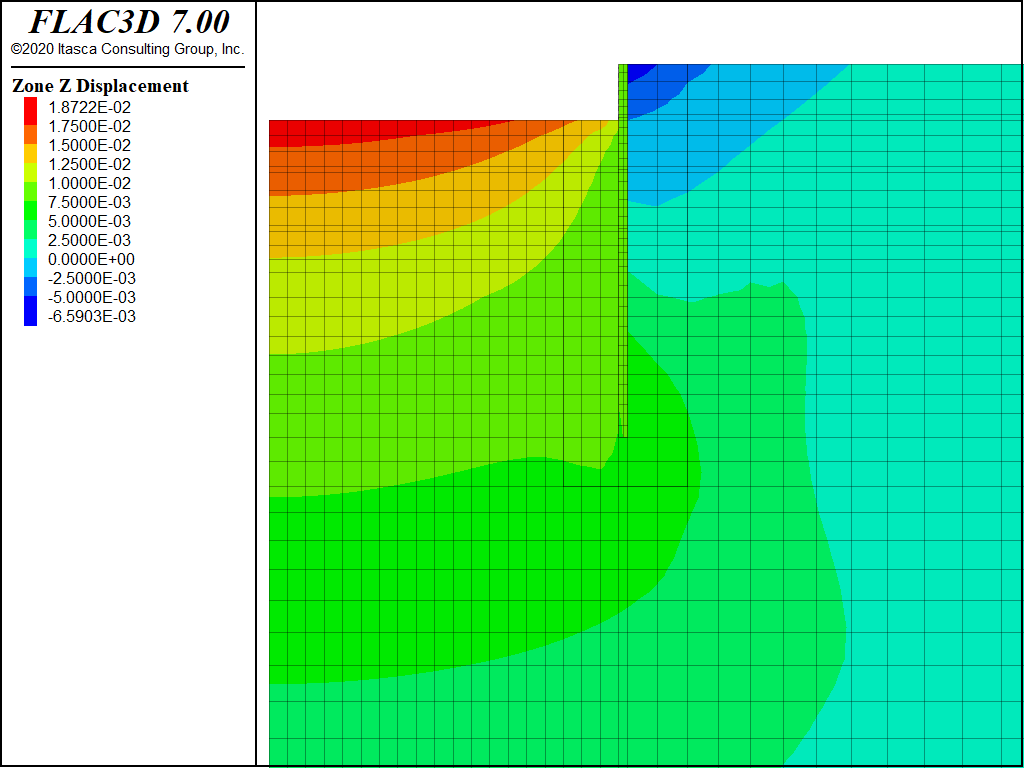 FLAC3D 7.00
©2020 Itasca Consulting Group, Inc.
Zone Z Displacement
1.8722E-02
1.7500E-02
1.5000E-02
1.2500E-02
1.0000E-02
7.5000E-03
5.0000E-03
2.5000E-03
0.0000E+00
-2.5000E-03
-5.0000E-03
-6.5903E-03